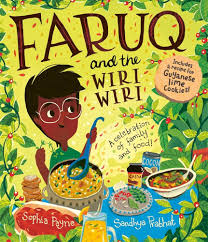 FARUQ
and the
WIRI
WIRI
Includes
a recipe for
Guyanese
Lime
Cookies!
A celebration
of family
and food!
COCOA
Sophia Payne
Sandhya Prabhat